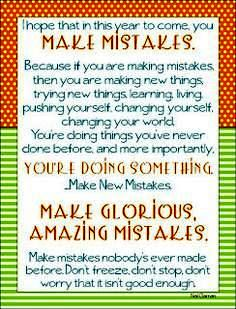 I hope that in this year to come, you
MAKE MISTAKES.
Because if you are making mistakes,
then you are making new things,
trying new things, learning, living,
pushing yourself, changing yourself,
changing your world.
You're doing things you've never
done before, and more importantly,
YOU'RE DOING SOMETHING.
...Make New Mistakes.
MAKE GLORIOUS,
AMAZING MISTAKES.
Make mistakes nobody's ever made
before. Don't freeze, don't stop, don't
worry that it isn't good enough.
Neil Gaiman